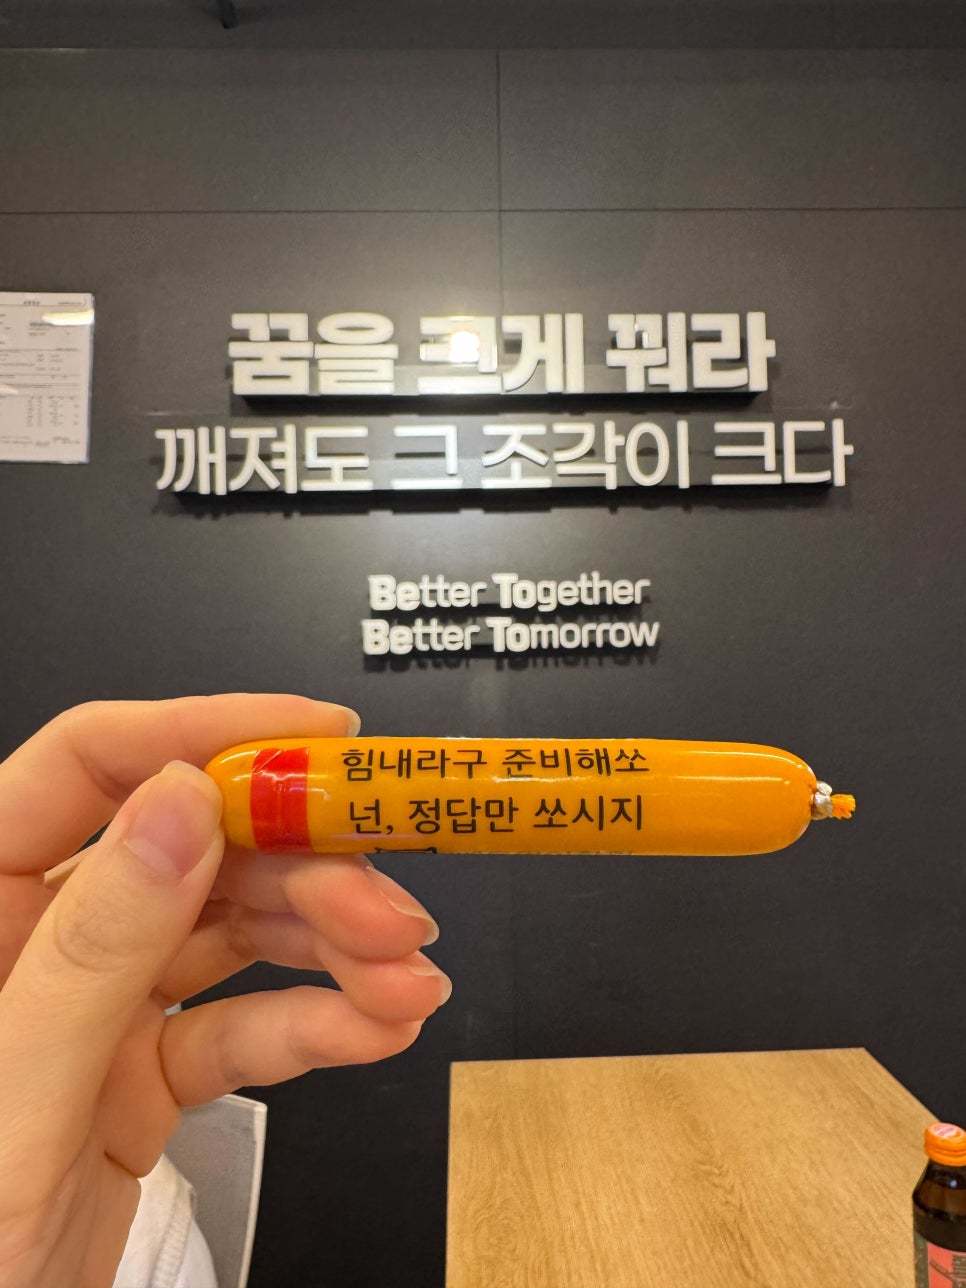 꿈을 크게 꿔라
깨져도 그 조각이 크다
Better Together
Better Tomorrow
힘내라구 준비해쏘
넌, 정답만 쏘시지